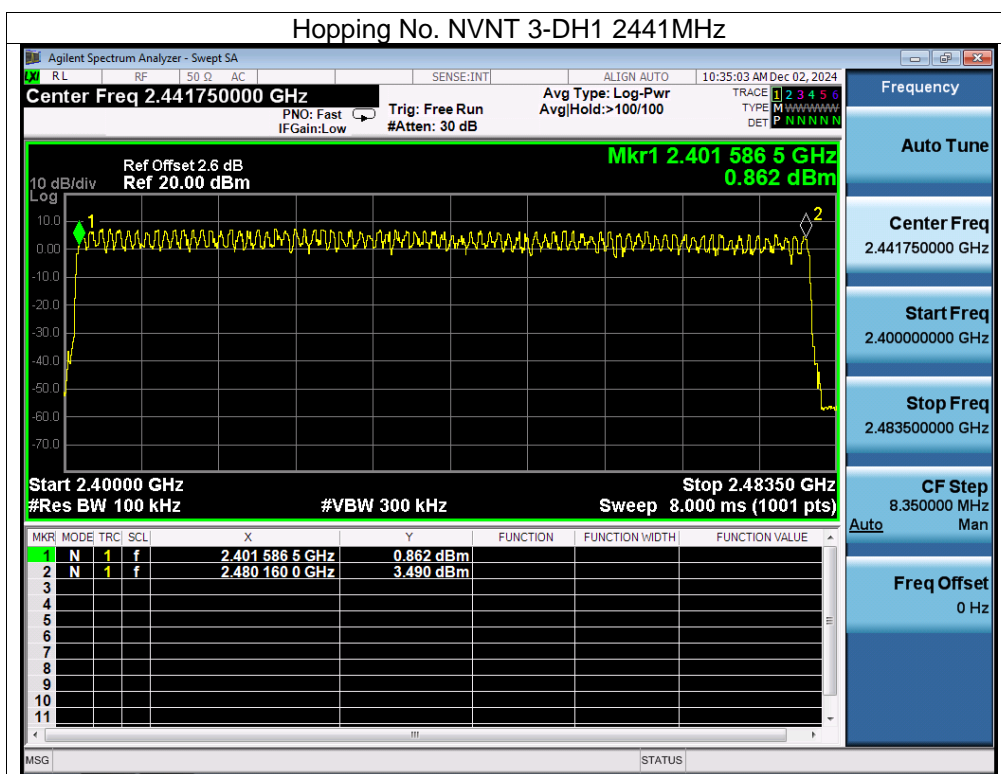 Hopping No. NVNT 3-DH1 2441MHz
Agilent Spectrum Analyzer - Swept SA
LXI RL RF 50 Ω AC SENSE:INT ALIGN AUTO 10:35:03 AM Dec 02, 2024
Center Freq 2.441750000 GHz
PNO: Fast
IFGain:Low
Trig: Free Run
#Atten: 30 dB
Avg Type: Log-Pwr
Avg|Hold:>100/100
TRACE 1 2 3 4 5 6
TYPE M W W W W W
DET P N N N N N
Ref Offset 2.6 dB
10 dB/div Ref 20.00 dBm
Log
Mkr1 2.401 586 5 GHz
0.862 dBm
10.0
0.00
-10.0
-20.0
-30.0
-40.0
-50.0
-60.0
-70.0
1
2
Start 2.40000 GHz Stop 2.48350 GHz
#Res BW 100 kHz #VBW 300 kHz Sweep 8.000 ms (1001 pts)
MKR MODE TRC SCL X Y FUNCTION FUNCTION WIDTH FUNCTION VALUE
1 N 1 f 2.401 586 5 GHz 0.862 dBm
2 N 1 f 2.480 160 0 GHz 3.490 dBm
3
4
5
6
7
8
9
10
11
MSG STATUS
Frequency
Auto Tune
Center Freq
2.441750000 GHz
Start Freq
2.400000000 GHz
Stop Freq
2.483500000 GHz
CF Step
8.350000 MHz
Auto Man
Freq Offset
0 Hz